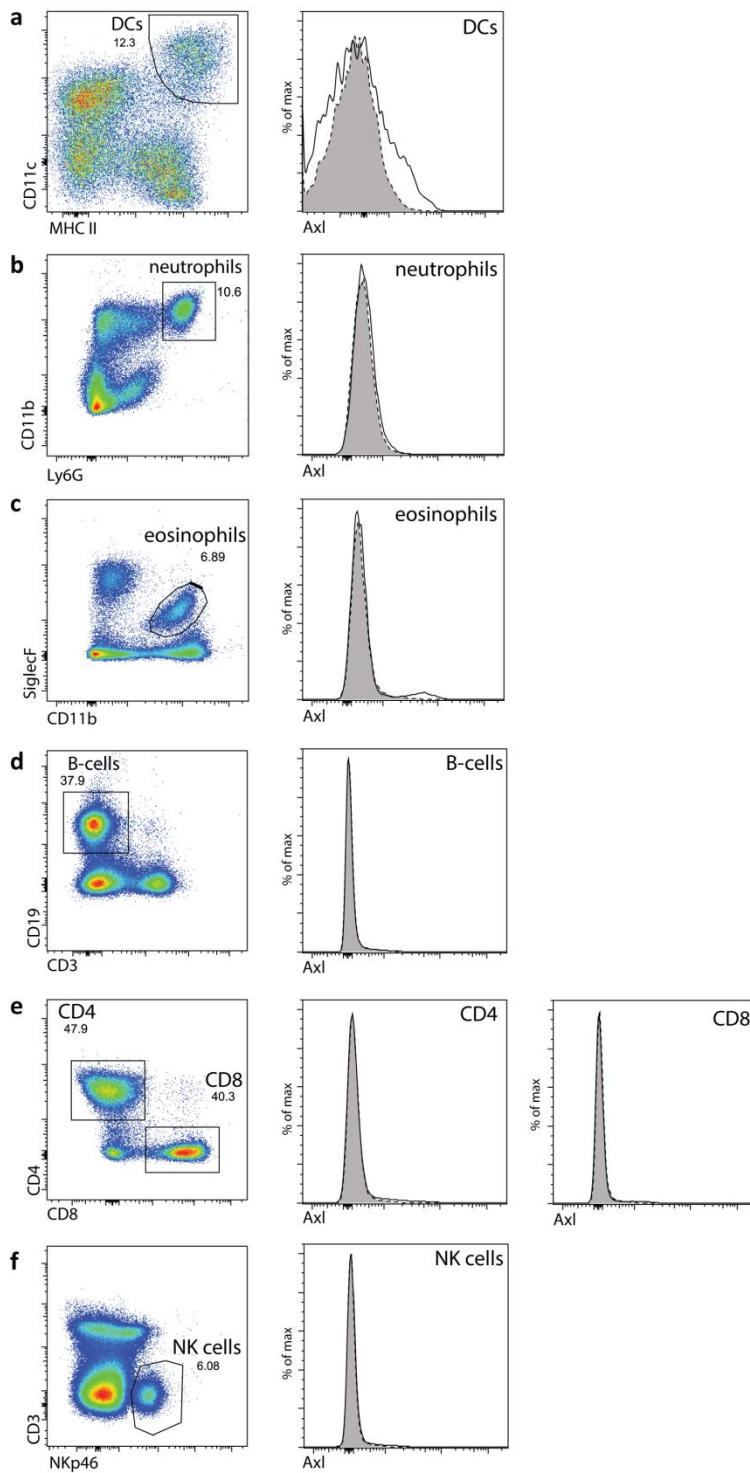 a
DCs
12.3
CD11c
MHC II
DCs
% of max
Axl
b
neutrophils
10.6
CD11b
Ly6G
neutrophils
% of max
Axl
c
eosinophils
6.89
SiglecF
CD11b
eosinophils
% of max
Axl
d
B-cells
37.9
CD19
CD3
B-cells
% of max
Axl
e
CD4
47.9
CD8
40.3
CD4
CD8
CD4
% of max
Axl
CD8
% of max
Axl
f
NK cells
6.08
CD3
NKp46
NK cells
% of max
Axl